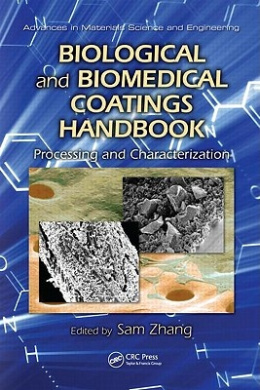 Advances in Materials Science and Engineering
BIOLOGICAL
and BIOMEDICAL
COATINGS
HANDBOOK
Processing and Characterization
Edited by Sam Zhang
CRC Press
Taylor & Francis Group